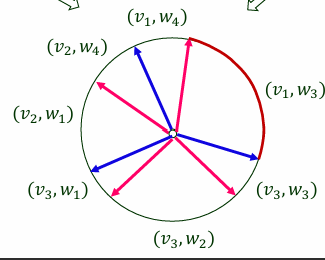 (v₁, w₄)
(v₂, w₄)
(v₁, w₃)
(v₂, w₁)
(v₃, w₁)
(v₃, w₃)
(v₃, w₂)